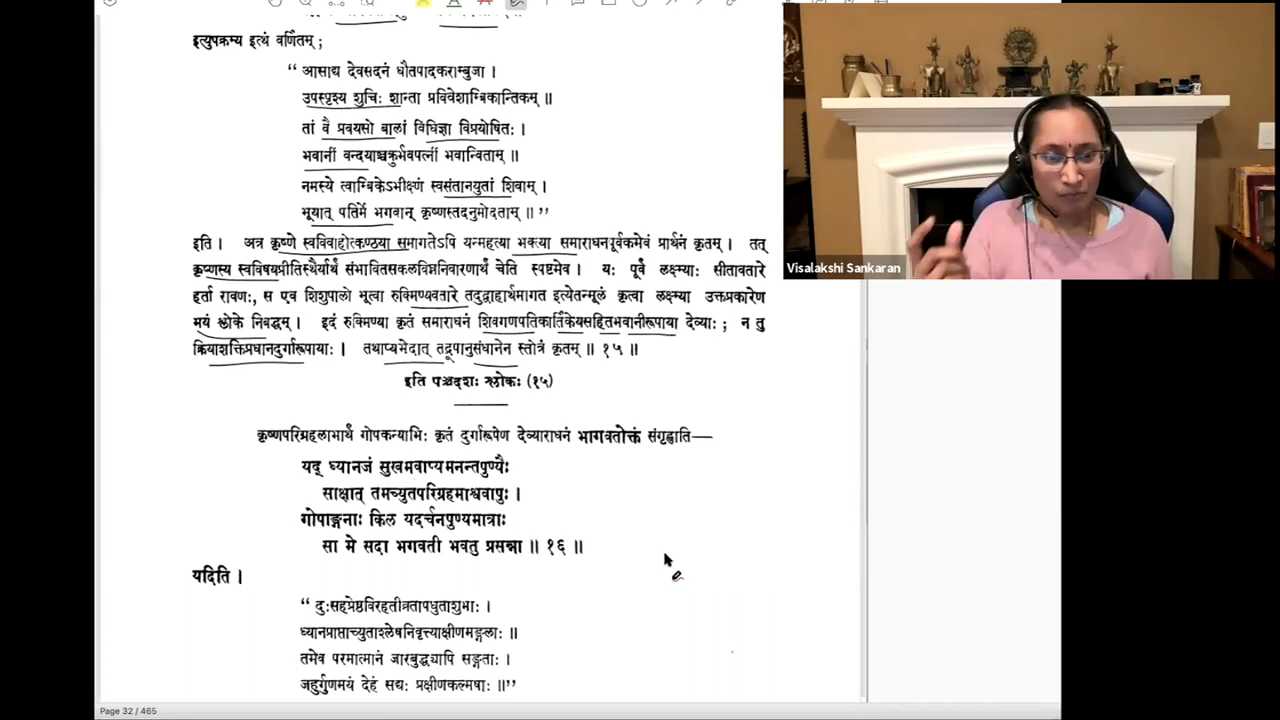 इत्युपक्रम्य इत्थं वर्णितम् ;
“ आसाद्य देवसदनं धौतपादकराम्बुजा ।
उपस्पृश्य शुचिः शान्ता प्रविवेशाम्बिकान्तिकम् ॥
तां वै प्रवयसो बालां विधिज्ञा विप्रयोषितः ।
भवानीं वन्दयाञ्चक्रुर्भवपत्नीं भवान्विताम् ॥
नमस्ये त्वाम्बिकेऽभीक्ष्णं स्वसंतानयुतां शिवाम् ।
भूयात् पतिर्मे भगवान् कृष्णस्तदनुमोदताम् ॥ ”
इति । अत्र कृष्णे स्वविवाहोत्कण्ठया समागतेऽपि यन्महत्या भक्त्या समाराधनपूर्वकमेवं प्रार्थनं कृतम् । तत्
कृष्णस्य स्वविषयप्रीतिस्थैर्यार्थं संभावितसकलविघ्ननिवारणार्थं चेति स्पष्टमेव । यः पूर्वं लक्ष्म्याः सीतावतारे
हर्ता रावणः, स एव शिशुपालो भूत्वा रुक्मिण्यवतारे तदुद्वाहार्थमागत इत्येतन्मूलं कृत्वा लक्ष्म्या उक्तप्रकारेण
मयं श्लोके निबद्धम् । इदं रुक्मिण्या कृतं समाराधनं शिवगणपतिकार्तिकेयसहितभवानीरूपाया देव्याः ; न तु
क्रियाशक्तिप्रधानदुर्गारूपायाः । तथाप्यभेदात् तद्रूपानुसंधानेन स्तोत्रं कृतम् ॥ १५ ॥
इति पञ्चदशः श्लोकः (१५)
कृष्णपरिग्रहलाभार्थं गोपकन्याभिः कृतं दुर्गारूपेण देव्याराधनं भागवतोक्तं संगृह्णाति—
यद् ध्यानजं सुखमवाप्यमनन्तपुण्यैः
साक्षात् तमच्युतपरिग्रहमाश्ववापुः ।
गोपाङ्गनाः किल यदर्चनपुण्यमात्राः
सा मे सदा भगवती भवतु प्रसन्ना ॥ १६ ॥
यदिति ।
“ दुःसहप्रेष्ठविरहतीव्रतापधुताशुभाः ।
ध्यानप्राप्ताच्युताश्लेषनिवृत्त्याक्षीणमङ्गलाः ॥
तमेव परमात्मानं जारबुद्ध्यापि सङ्गताः ।
जहुर्गुणमयं देहं सद्यः प्रक्षीणकल्मषाः ॥”
Page 32 / 465
Visalakshi Sankaran